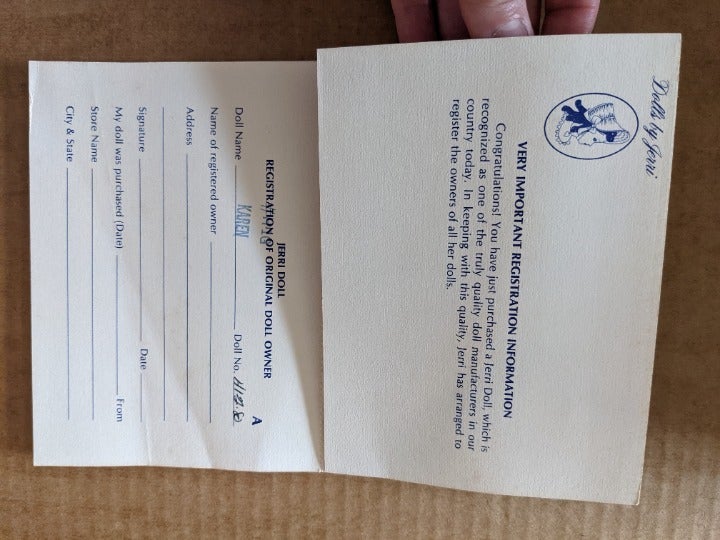 Dolls by Jerri
VERY IMPORTANT REGISTRATION INFORMATION
Congratulations! You have just purchased a Jerri Doll, which is
recognized as one of the truly quality doll manufacturers in our
country today. In keeping with this quality, Jerri has arranged to
register the owners of all her dolls.
JERRI DOLL
REGISTRATION OF ORIGINAL DOLL OWNER
A
Doll Name KAREN Doll No.
Name of registered owner
Address
Signature Date
My doll was purchased (Date) From
Store Name
City & State